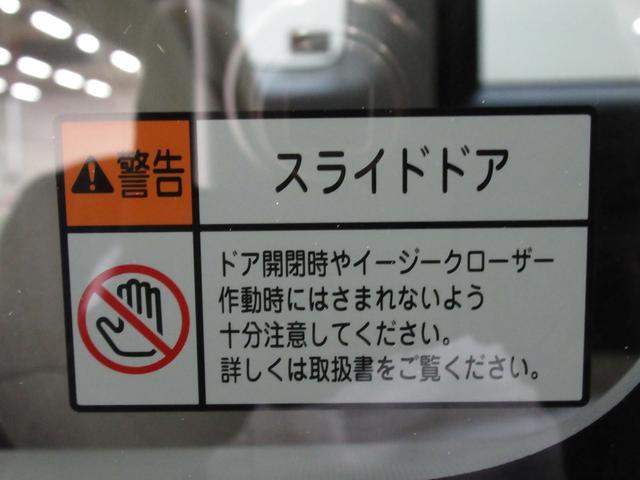 警告
スライドドア
ドア開閉時やイージークローザー
作動時にはさまれないよう
十分注意してください。
詳しくは取扱書をご覧ください。